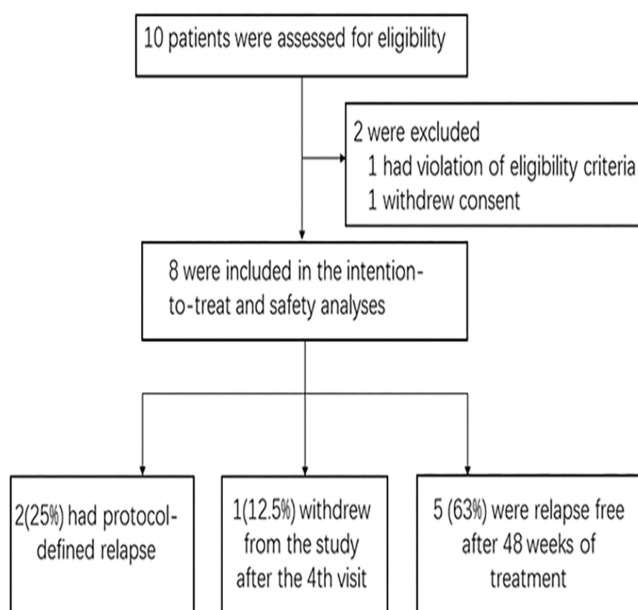 10 patients were assessed for eligibility
2 were excluded
1 had violation of eligibility criteria
1 withdrew consent
8 were included in the intention-
to-treat and safety analyses
2(25%) had protocol-
defined relapse
1(12.5%) withdrew
from the study
after the 4th visit
5 (63%) were relapse free
after 48 weeks of
treatment